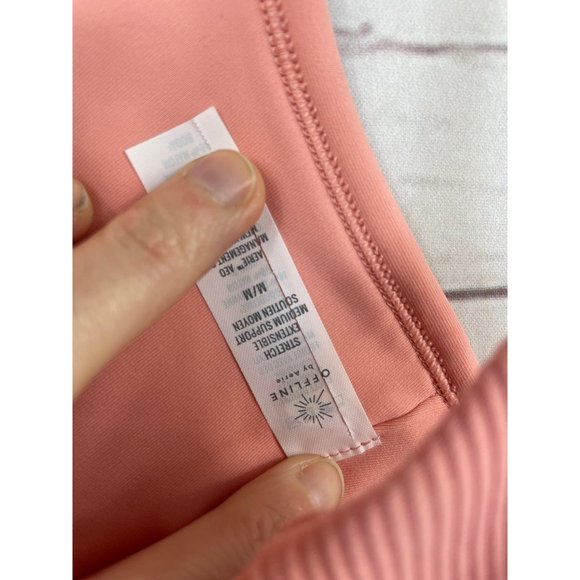 OFFLINE
by Aerie
STRETCH
EXTENSIBLE
MEDIUM SUPPORT
SOUTIEN MOYEN
M/M
AERIE™ AEO
MANAGEMENT